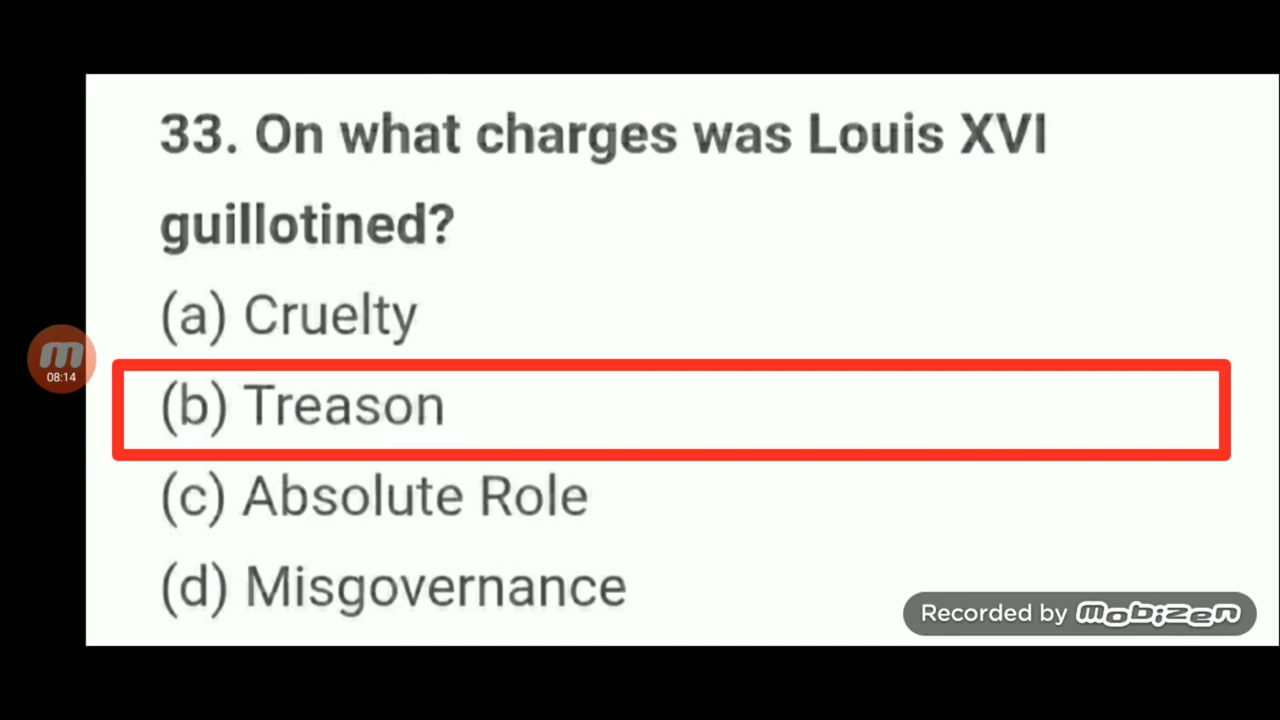 33. On what charges was Louis XVI
guillotined?
(a) Cruelty
(b) Treason
(c) Absolute Role
(d) Misgovernance
m
08:14
Recorded by mobizen